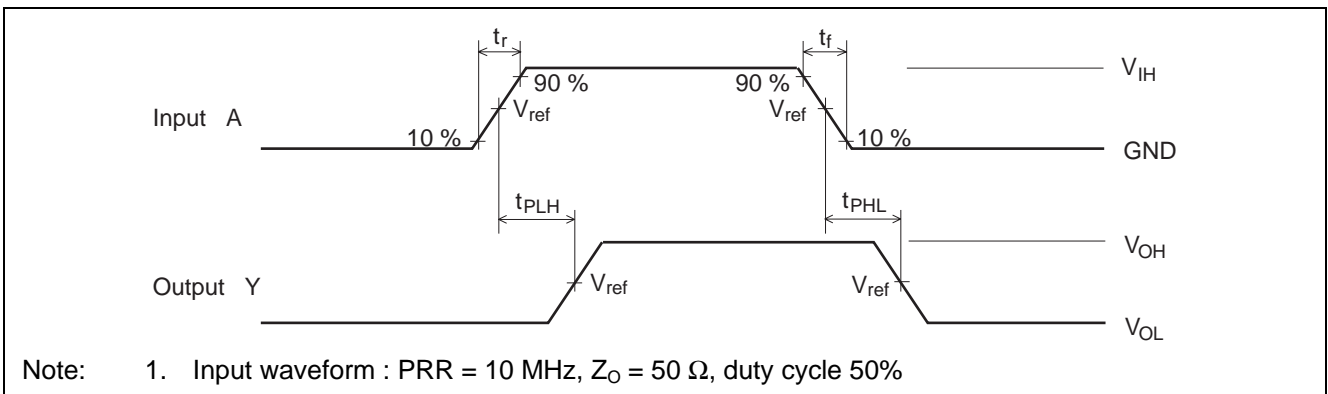 tr tf
VIH
90 % 90 %
Input A Vref Vref
10 % 10 %
GND
tPLH tPHL
VOH
Output Y Vref Vref
VOL
Note: 1. Input waveform : PRR = 10 MHz, ZO = 50 Ω, duty cycle 50%